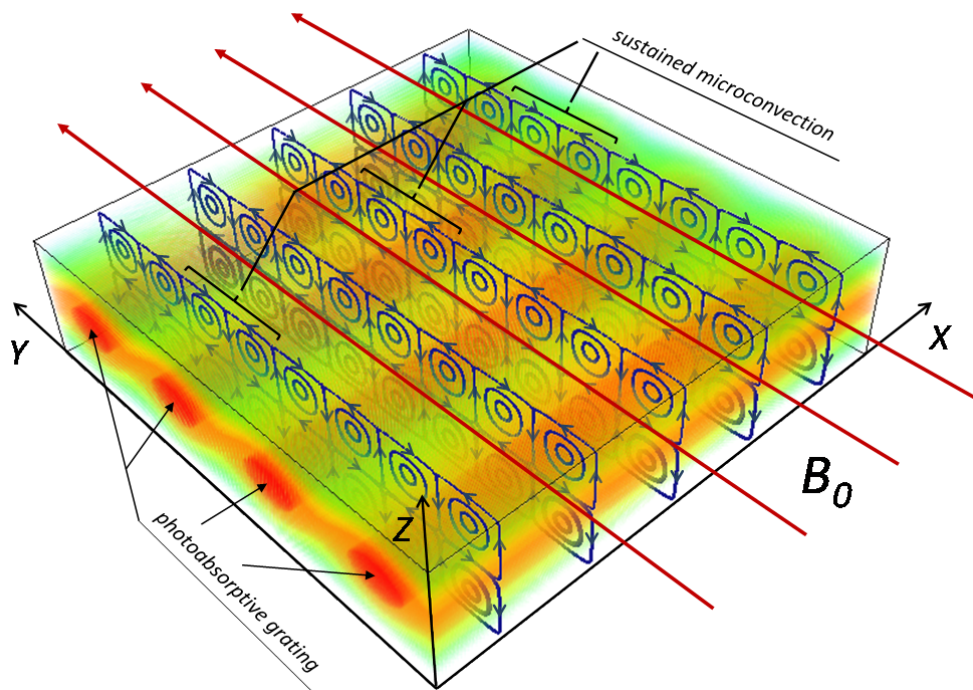 sustained microconvection
Y
X
B0
Z
photoabsorptive grating